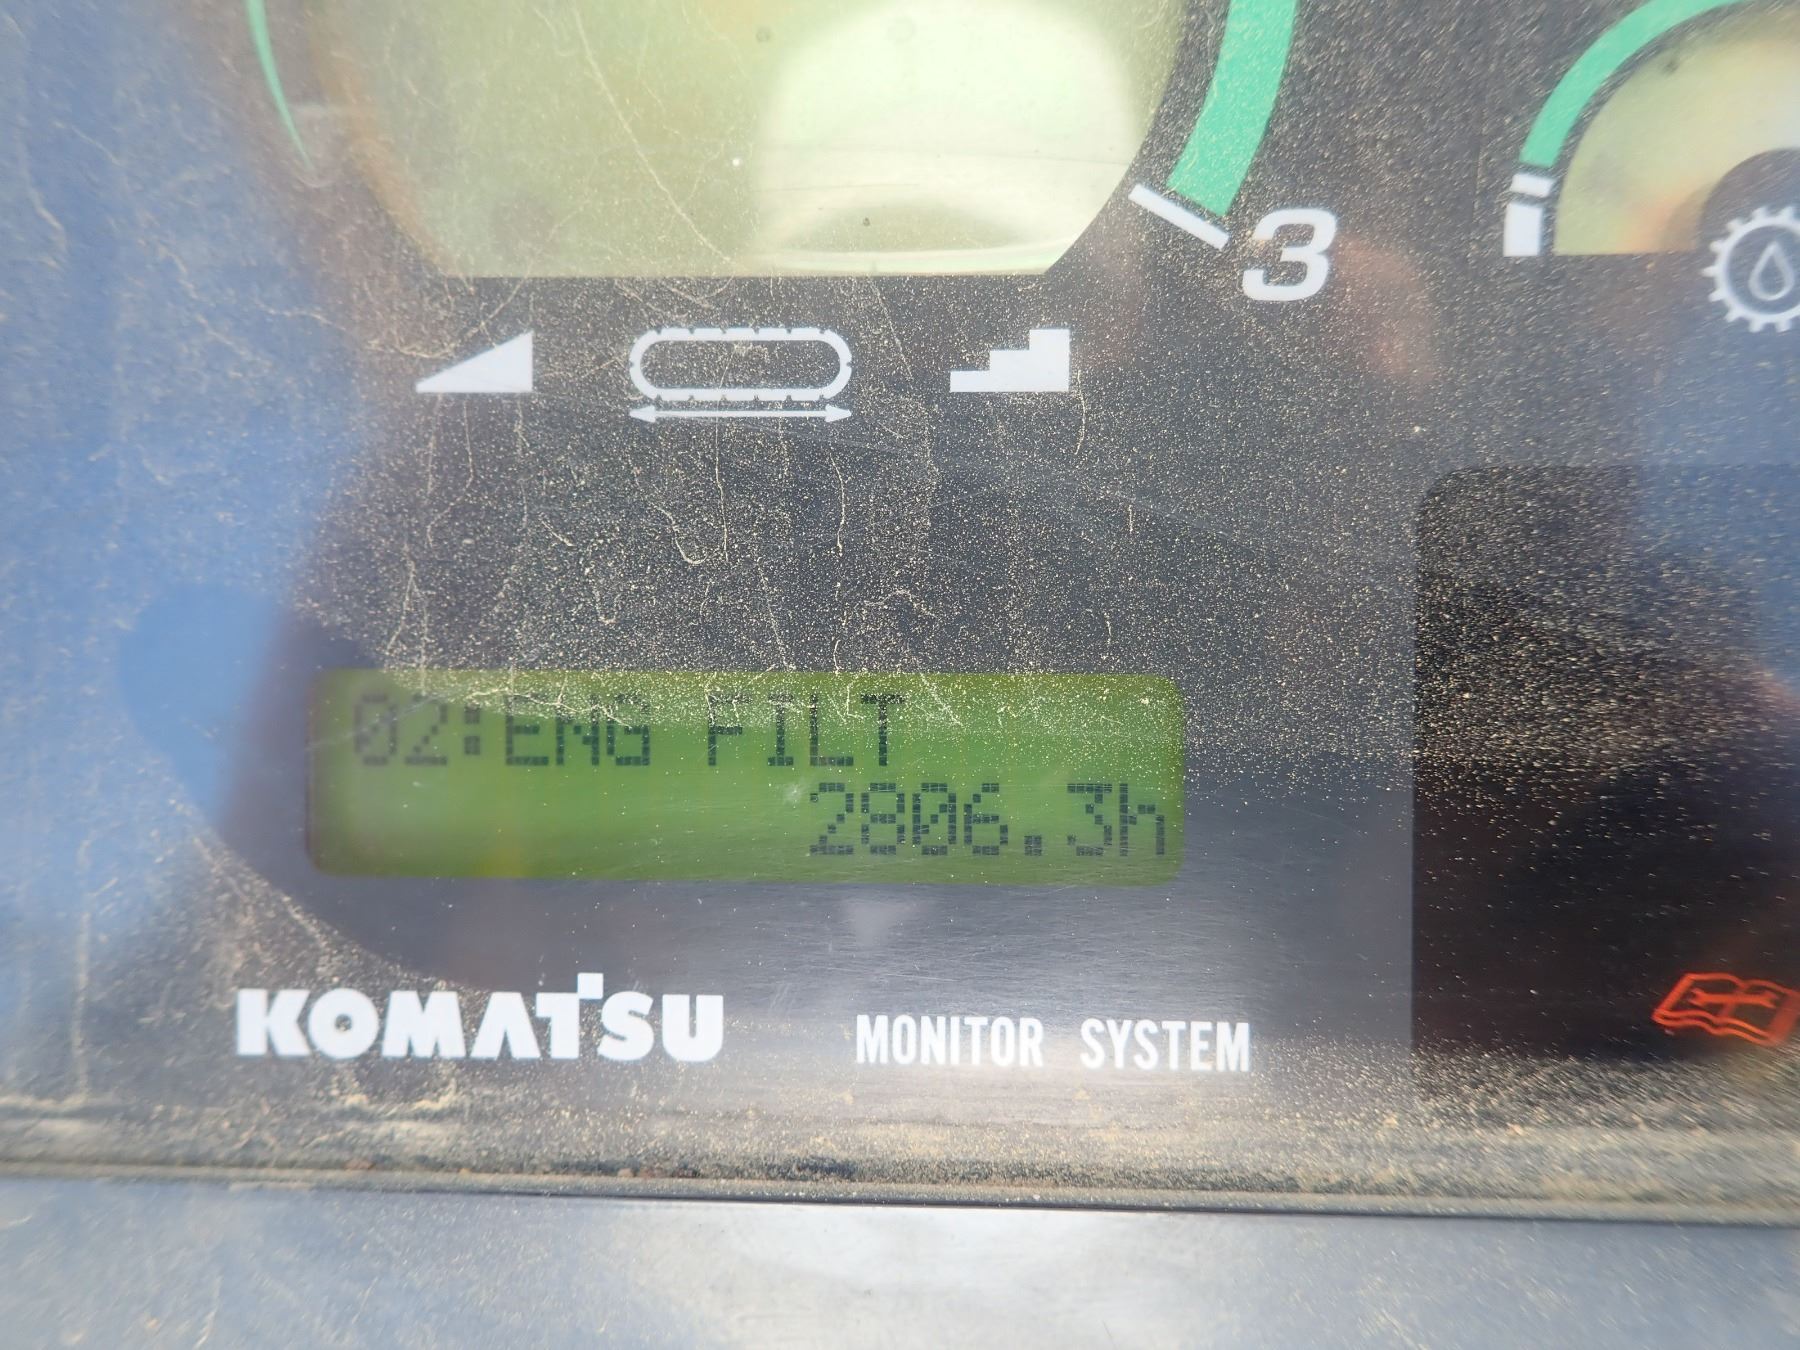 3
02:ENG FILT
2806.3h
KOMATSU
MONITOR SYSTEM